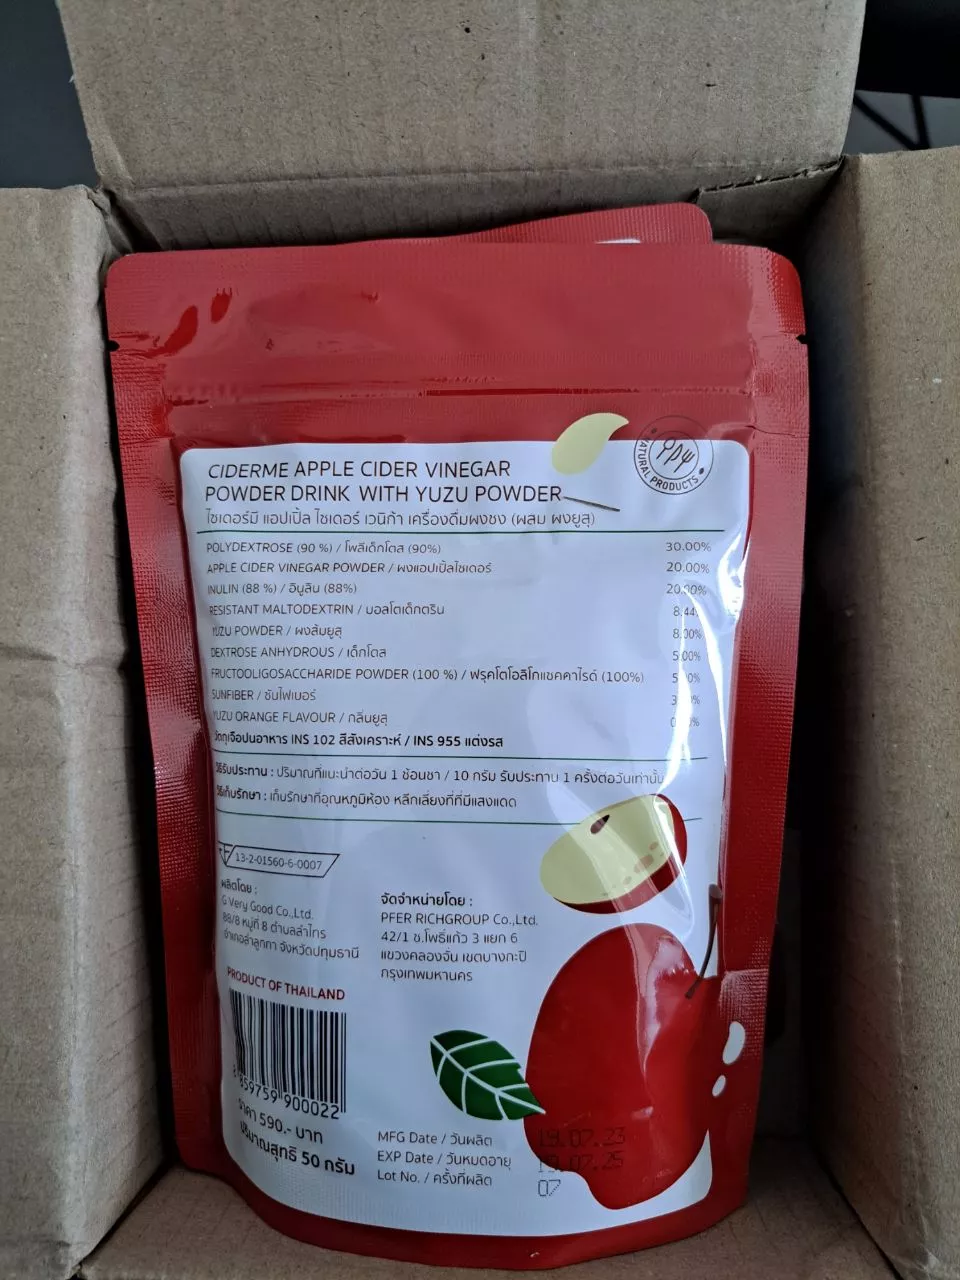 NATURAL PRODUCTS
CIDERME APPLE CIDER VINEGAR
POWDER DRINK WITH YUZU POWDER
ไซเดอร์มี แอปเปิ้ล ไซเดอร์ เวนิก้า เครื่องดื่มผงชง (ผสม ผงยูสุ)
POLYDEXTROSE (90 %) / โพลีเด็กโตส (90%) 30.00%
APPLE CIDER VINEGAR POWDER / ผงแอปเปิ้ลไซเดอร์ 20.00%
INULIN (88 %) / อินูลิน (88%) 20.00%
RESISTANT MALTODEXTRIN / มอลโตเด็กตริน 8.44
YUZU POWDER / ผงส้มยูสุ 8.00%
DEXTROSE ANHYDROUS / เด็กโตส 5.00%
FRUCTOOLIGOSACCHARIDE POWDER (100 %) / ฟรุคโตโอลิโกแซคคาไรด์ (100%)
SUNFIBER / ซันไฟเบอร์
YUZU ORANGE FLAVOUR / กลิ่นยูสุ
วัตถุเจือปนอาหาร INS 102 สีสังเคราะห์ / INS 955 แต่งรส
วิธีรับประทาน : ปริมาณที่แนะนำต่อวัน 1 ช้อนชา / 10 กรัม รับประทาน 1 ครั้งต่อวันเท่านั้น
วิธีเก็บรักษา : เก็บรักษาที่อุณหภูมิห้อง หลีกเลี่ยงที่ที่มีแสงแดด
13-2-01560-6-0007
ผลิตโดย :
G Very Good Co.,Ltd.
88/8 หมู่ที่ 8 ตำบลลำไทร
อำเภอลำลูกกา จังหวัดปทุมธานี
จัดจำหน่ายโดย :
PFER RICHGROUP Co.,Ltd.
42/1 ซ.โพธิ์แก้ว 3 แยก 6
แขวงคลองจั่น เขตบางกะปิ
กรุงเทพมหานคร
PRODUCT OF THAILAND
8 859759 900022
ราคา 590.- บาท
ปริมาณสุทธิ 50 กรัม
MFG Date / วันผลิต 19.07.23
EXP Date / วันหมดอายุ 19.07.25
Lot No. / ครั้งที่ผลิต 07